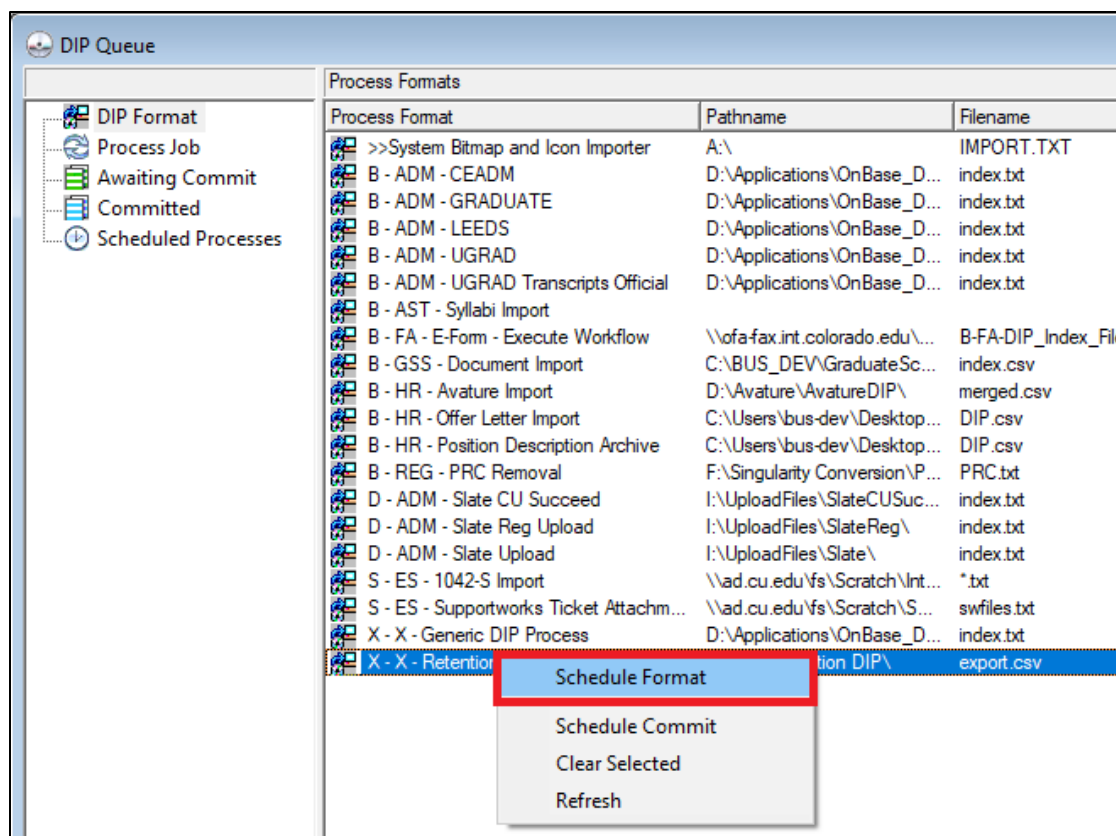 DIP Queue
Process Formats
DIP Format
Process Job
Awaiting Commit
Committed
Scheduled Processes
Process Format Pathname Filename
>>System Bitmap and Icon Importer A:\ IMPORT.TXT
B - ADM - CEADM D:\Applications\OnBase_D... index.txt
B - ADM - GRADUATE D:\Applications\OnBase_D... index.txt
B - ADM - LEEDS D:\Applications\OnBase_D... index.txt
B - ADM - UGRAD D:\Applications\OnBase_D... index.txt
B - ADM - UGRAD Transcripts Official D:\Applications\OnBase_D... index.txt
B - AST - Syllabi Import
B - FA - E-Form - Execute Workflow \\ofa-fax.int.colorado.edu\... B-FA-DIP_Index_Fil
B - GSS - Document Import C:\BUS_DEV\GraduateSc... index.csv
B - HR - Avature Import D:\Avature\AvatureDIP\ merged.csv
B - HR - Offer Letter Import C:\Users\bus-dev\Desktop... DIP.csv
B - HR - Position Description Archive C:\Users\bus-dev\Desktop... DIP.csv
B - REG - PRC Removal F:\Singularity Conversion\P... PRC.txt
D - ADM - Slate CU Succeed I:\UploadFiles\SlateCUSuc... index.txt
D - ADM - Slate Reg Upload I:\UploadFiles\SlateReg\ index.txt
D - ADM - Slate Upload I:\UploadFiles\Slate\ index.txt
S - ES - 1042-S Import \\ad.cu.edu\fs\Scratch\Int... *.txt
S - ES - Supportworks Ticket Attachm... \\ad.cu.edu\fs\Scratch\S... swfiles.txt
X - X - Generic DIP Process D:\Applications\OnBase_D... index.txt
X - X - Retention tion DIP\ export.csv
Schedule Format
Schedule Commit
Clear Selected
Refresh